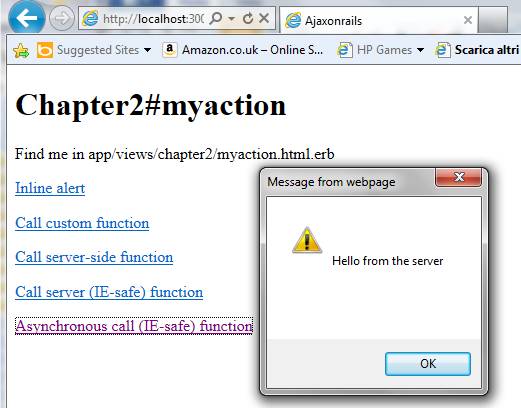 http://localhost:300
Ajaxonrails
Suggested Sites
Amazon.co.uk – Online S...
HP Games
Scarica altri
Chapter2#myaction
Find me in app/views/chapter2/myaction.html.erb
Inline alert
Call custom function
Call server-side function
Call server (IE-safe) function
Asynchronous call (IE-safe) function
Message from webpage
Hello from the server
OK